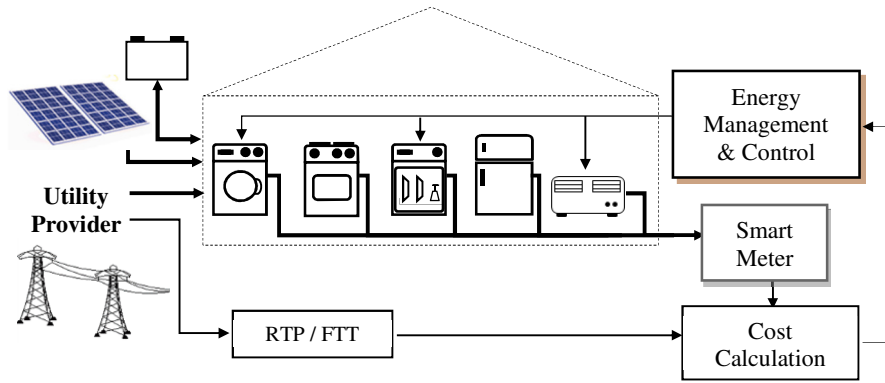 Energy
Management
& Control
Utility
Provider
Smart
Meter
RTP / FTT
Cost
Calculation